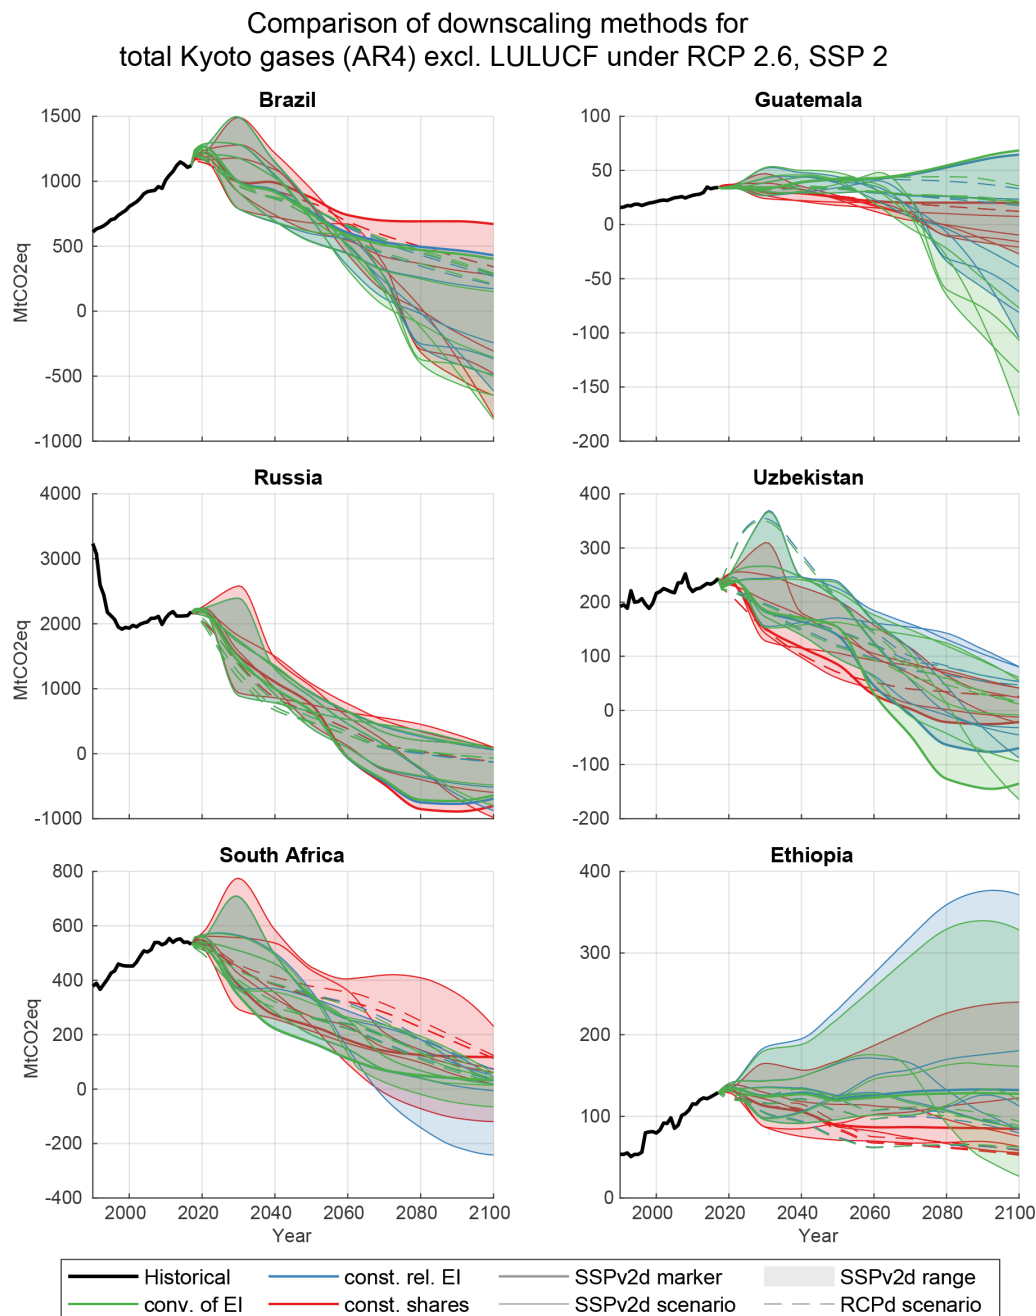 Comparison of downscaling methods for
total Kyoto gases (AR4) excl. LULUCF under RCP 2.6, SSP 2
Brazil
1500
1000
500
0
-500
-1000
MtCO2eq
Guatemala
100
50
0
-50
-100
-150
-200
Russia
4000
3000
2000
1000
0
-1000
MtCO2eq
Uzbekistan
400
300
200
100
0
-100
-200
South Africa
800
600
400
200
0
-200
-400
MtCO2eq
2000 2020 2040 2060 2080 2100
Year
Ethiopia
400
300
200
100
0
2000 2020 2040 2060 2080 2100
Year
Historical const. rel. EI SSPv2d marker SSPv2d range
conv. of EI const. shares SSPv2d scenario RCPd scenario